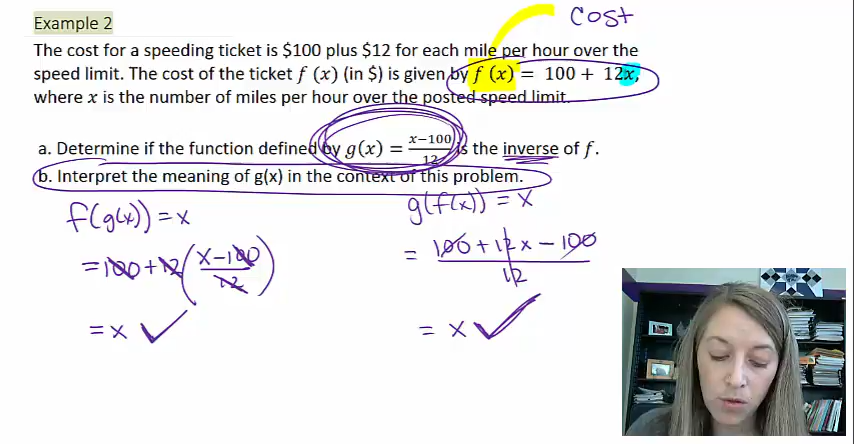 cost
Example 2
The cost for a speeding ticket is $100 plus $12 for each mile per hour over the
speed limit. The cost of the ticket f (x) (in $) is given by f (x) = 100 + 12x,
where x is the number of miles per hour over the posted speed limit.
a. Determine if the function defined by g(x) = x−100/12 is the inverse of f.
b. Interpret the meaning of g(x) in the context of this problem.
f(g(x)) = x
= 100 + 12(x-100/12)
= x ✓
g(f(x)) = x
= 100 + 12x - 100/12
= x ✓